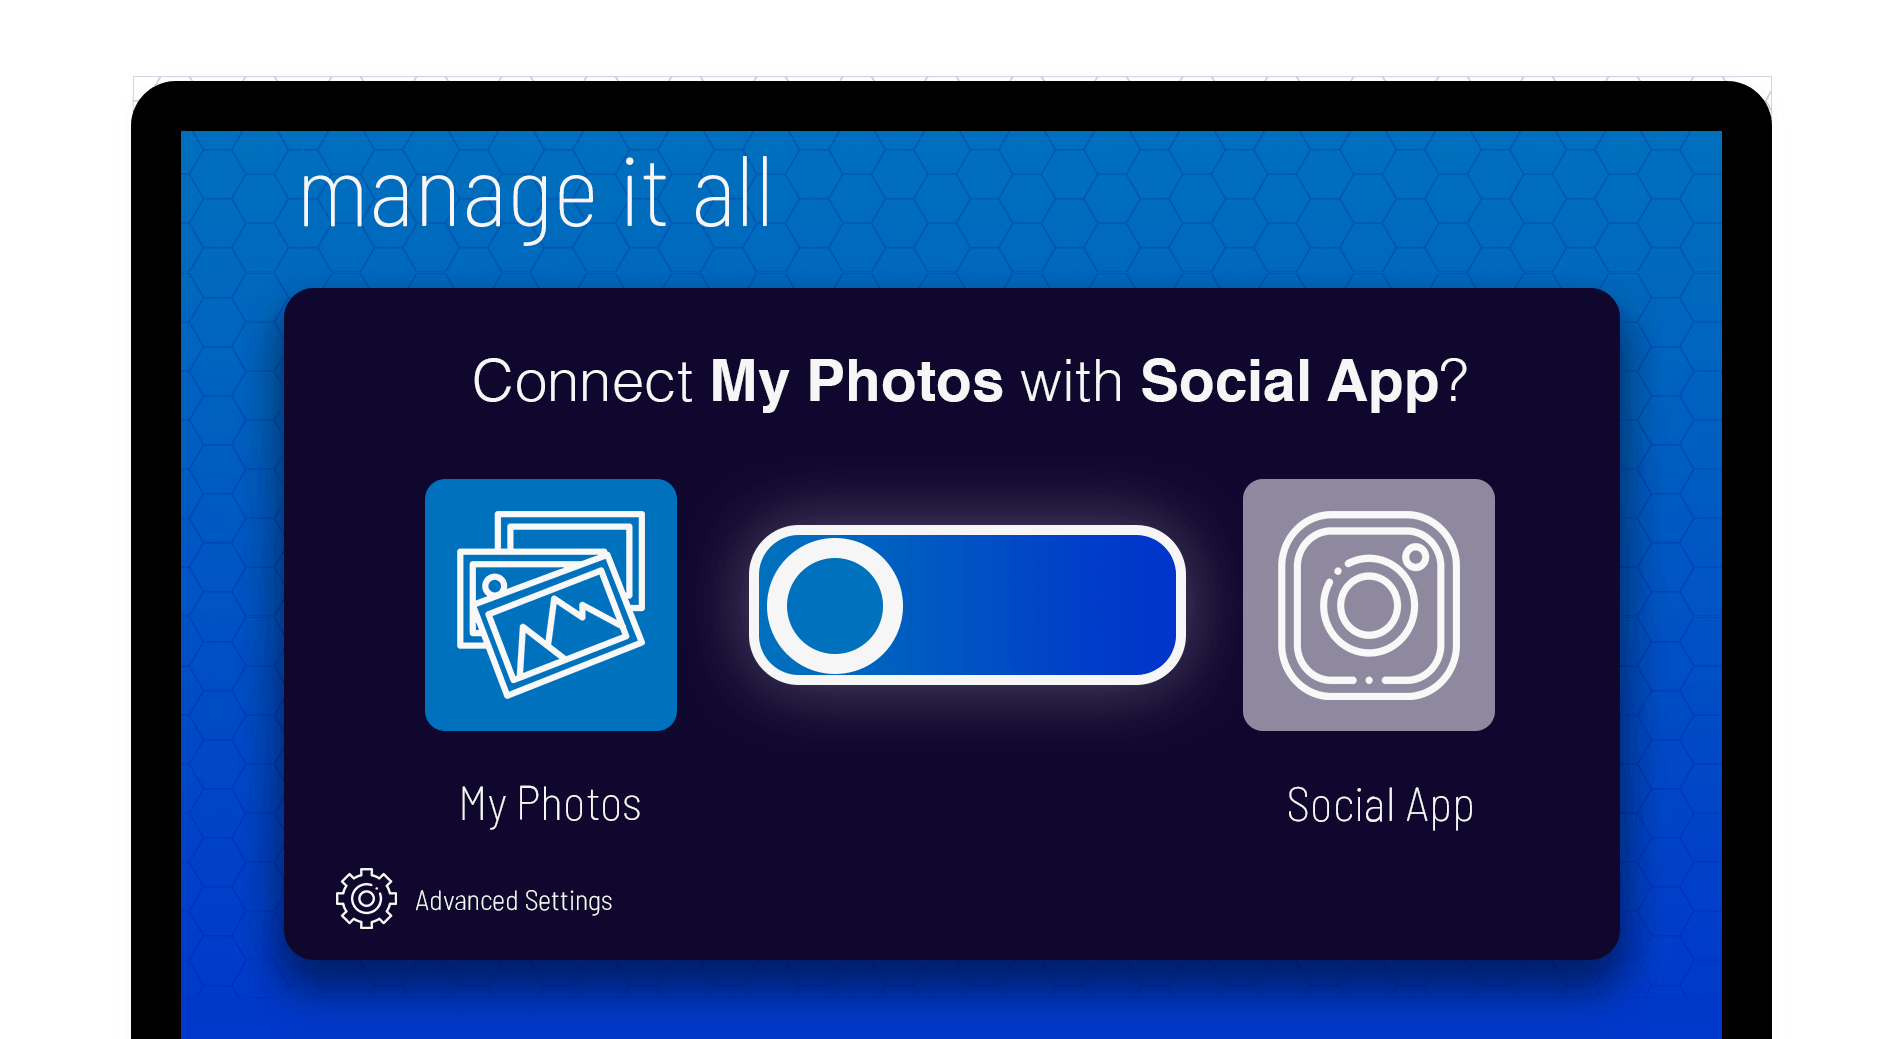 manage it all
Connect My Photos with Social App?
My Photos
Social App
Advanced Settings